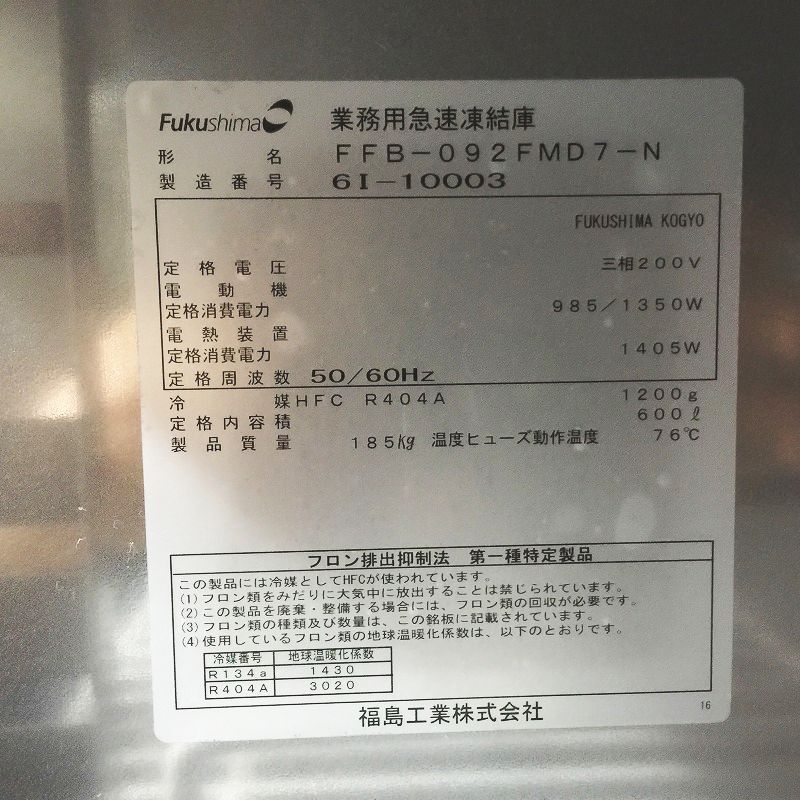 Fukushima 業務用急速凍結庫
形名 FFB-092FMD7-N
製造番号 6I-10003
FUKUSHIMA KOGYO
定格電圧 三相200V
電動機
定格消費電力 985/1350W
電熱装置
定格消費電力 1405W
定格周波数 50/60Hz
冷媒 HFC R404A 1200g
定格内容積 600ℓ
製品質量 185kg 温度ヒューズ動作温度 76℃
フロン排出抑制法 第一種特定製品
この製品には冷媒としてHFCが使われています。
(1)フロン類をみだりに大気中に放出することは禁じられています。
(2)この製品を廃棄・整備する場合には、フロン類の回収が必要です。
(3)フロン類の種類及び数量は、この銘板に記載されています。
(4)使用しているフロン類の地球温暖化係数は、以下のとおりです。
冷媒番号 地球温暖化係数
R134a 1430
R404A 3020
福島工業株式会社
16